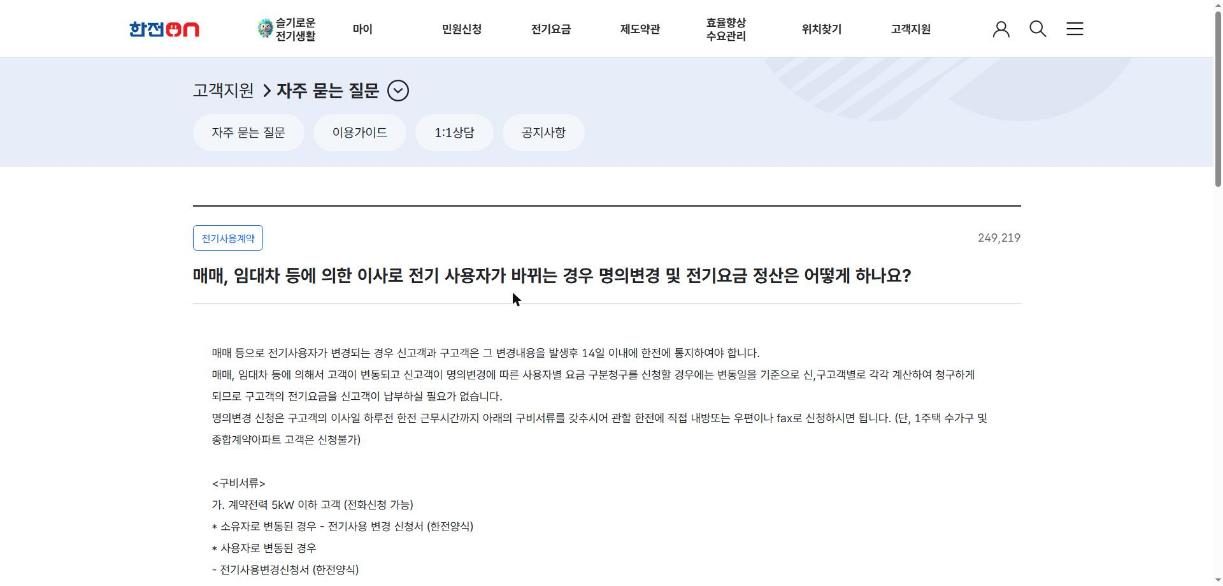 한전ON
슬기로운
전기생활
마이
민원신청
전기요금
제도약관
효율향상
수요관리
위치찾기
고객지원
고객지원 > 자주 묻는 질문
자주 묻는 질문
이용가이드
1:1상담
공지사항
전기사용계약
249,219
매매, 임대차 등에 의한 이사로 전기 사용자가 바뀌는 경우 명의변경 및 전기요금 정산은 어떻게 하나요?
매매 등으로 전기사용자가 변경되는 경우 신고객과 구고객은 그 변경내용을 발생후 14일 이내에 한전에 통지하여야 합니다.
매매, 임대차 등에 의해서 고객이 변동되고 신고객이 명의변경에 따른 사용자별 요금 구분청구를 신청할 경우에는 변동일을 기준으로 신,구고객별로 각각 계산하여 청구하게
되므로 구고객의 전기요금을 신고객이 납부하실 필요가 없습니다.
명의변경 신청은 구고객의 이사일 하루전 한전 근무시간까지 아래의 구비서류를 갖추시어 관할 한전에 직접 내방또는 우편이나 fax로 신청하시면 됩니다. (단, 1주택 수가구 및
종합계약아파트 고객은 신청불가)
<구비서류>
가. 계약전력 5kW 이하 고객 (전화신청 가능)
* 소유자로 변동된 경우 - 전기사용 변경 신청서 (한전양식)
* 사용자로 변동된 경우
- 전기사용변경신청서 (한전양식)